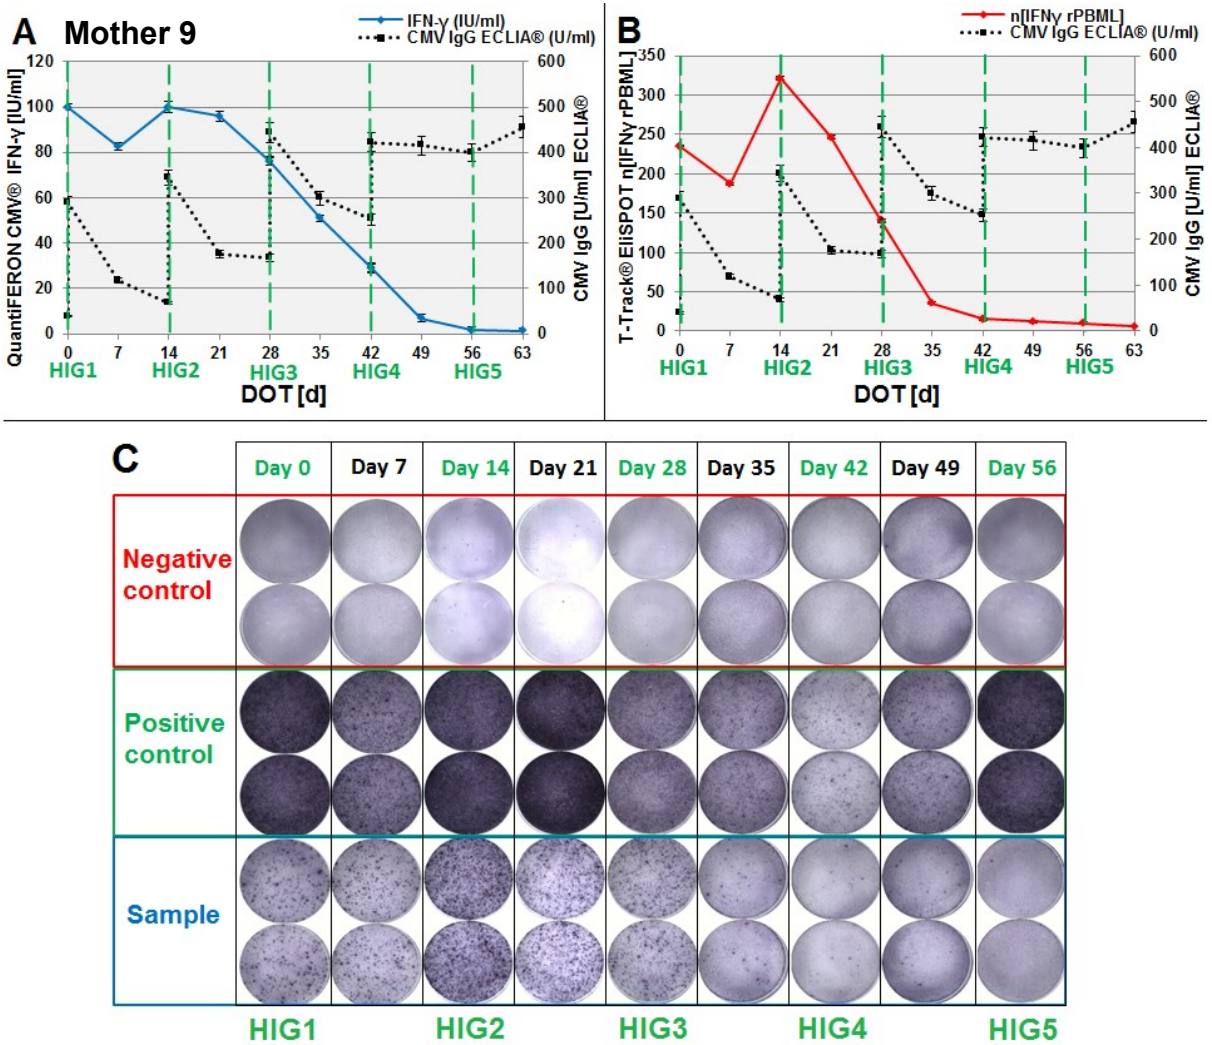 A Mother 9
IFN-γ (IU/ml)
CMV IgG ECLIA® (U/ml)
QuantiFERON CMV® IFN-γ [IU/ml]
120
100
80
60
40
20
0
600
500
400
300
200
100
0
CMV IgG [U/ml] ECLIA®
0 7 14 21 28 35 42 49 56 63
HIG1 HIG2 HIG3 HIG4 HIG5
DOT [d]
B
n[IFNγ rPBML]
CMV IgG ECLIA® (U/ml)
T-Track® EliSPOT n[IFNγ rPBML]
350
300
250
200
150
100
50
0
600
500
400
300
200
100
0
CMV IgG [U/ml] ECLIA®
0 7 14 21 28 35 42 49 56 63
HIG1 HIG2 HIG3 HIG4 HIG5
DOT [d]
C
Day 0 Day 7 Day 14 Day 21 Day 28 Day 35 Day 42 Day 49 Day 56
Negative
control
Positive
control
Sample
HIG1 HIG2 HIG3 HIG4 HIG5